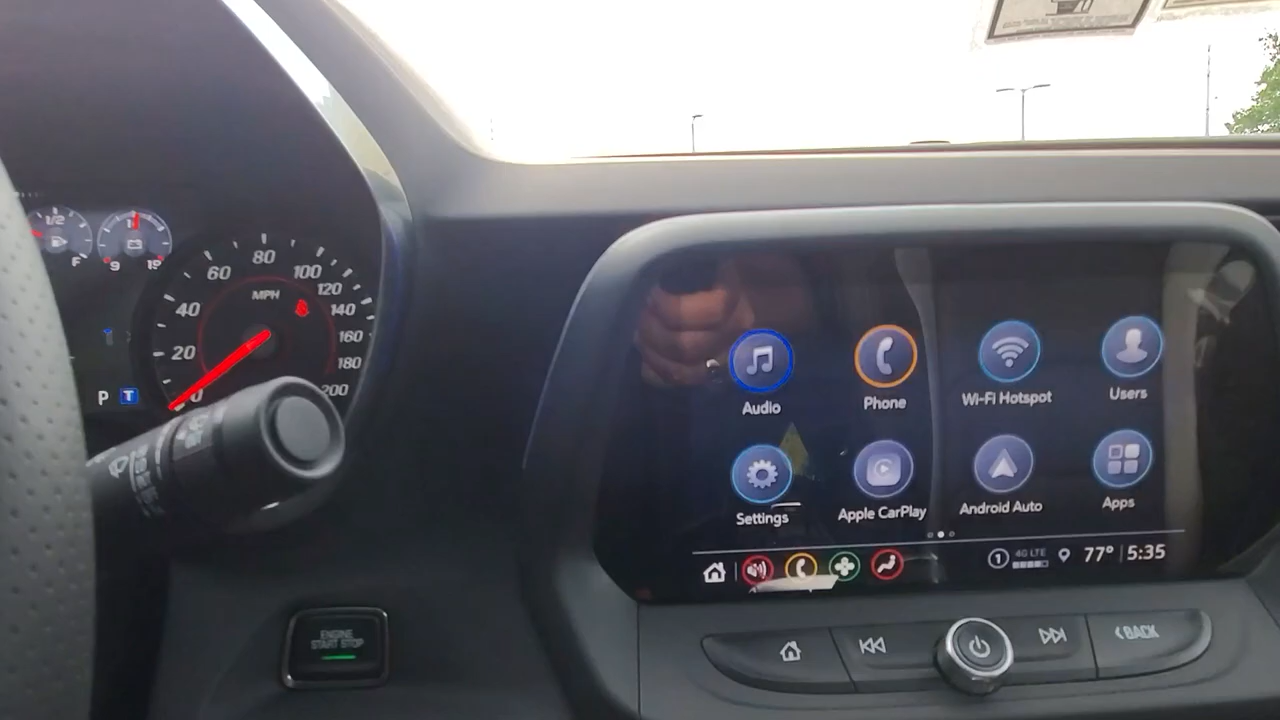 1/2
F
9 19
MPH
20
40
60
80
100
120
140
160
180
200
P T
ENGINE
START STOP
Audio
Phone
Wi-Fi Hotspot
Users
Settings
Apple CarPlay
Android Auto
Apps
1 4G LTE 77° 5:35
BACK